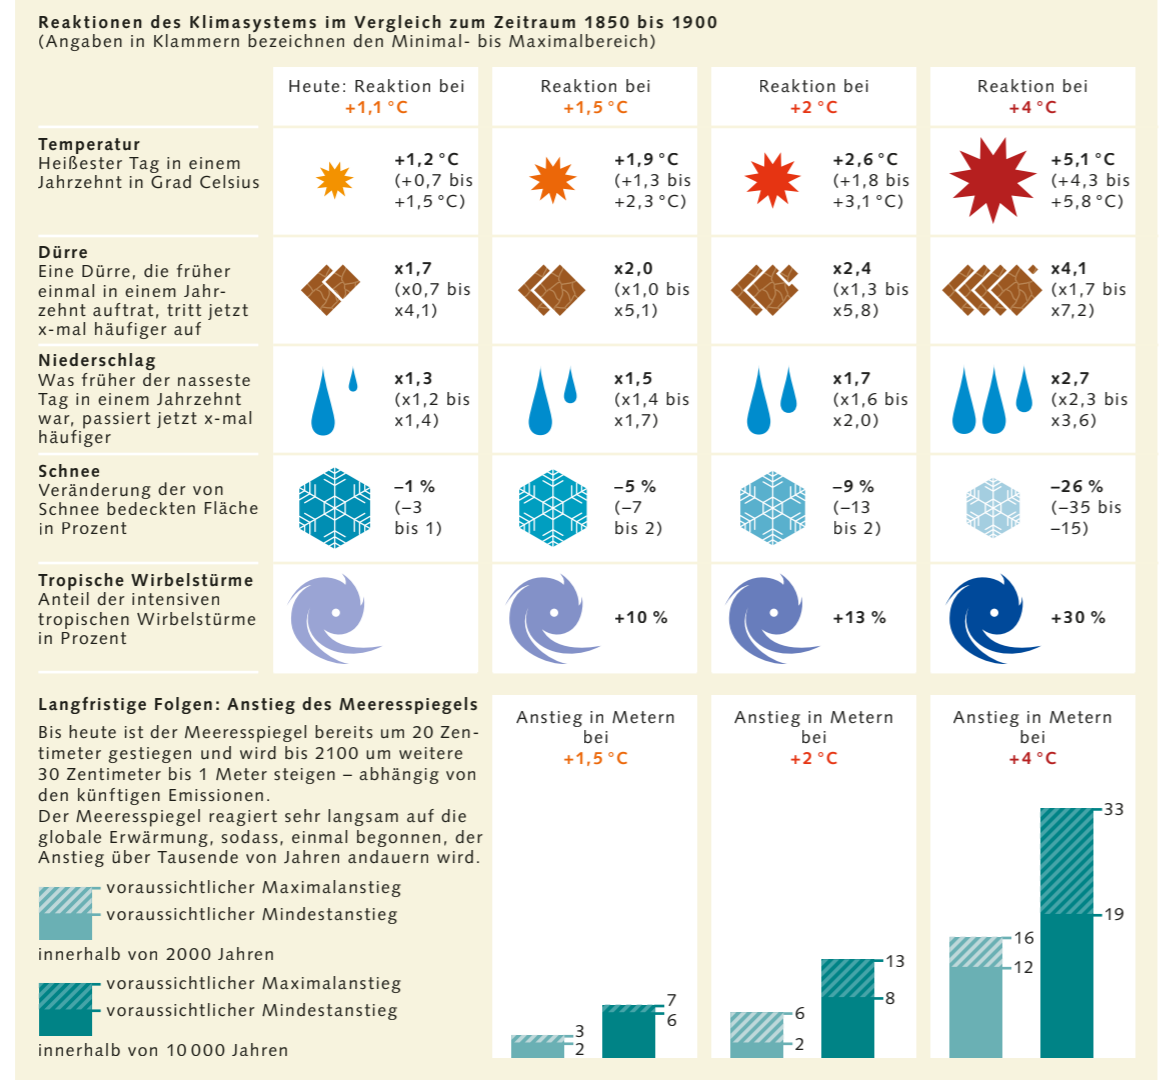 Reaktionen des Klimasystems im Vergleich zum Zeitraum 1850 bis 1900
(Angaben in Klammern bezeichnen den Minimal- bis Maximalbereich)
Heute: Reaktion bei
+1,1 °C
Reaktion bei
+1,5 °C
Reaktion bei
+2 °C
Reaktion bei
+4 °C
Temperatur
Heißester Tag in einem
Jahrzehnt in Grad Celsius
+1,2 °C
(+0,7 bis
+1,5 °C)
+1,9 °C
(+1,3 bis
+2,3 °C)
+2,6 °C
(+1,8 bis
+3,1 °C)
+5,1 °C
(+4,3 bis
+5,8 °C)
Dürre
Eine Dürre, die früher
einmal in einem Jahr-
zehnt auftrat, tritt jetzt
x-mal häufiger auf
x1,7
(x0,7 bis
x4,1)
x2,0
(x1,0 bis
x5,1)
x2,4
(x1,3 bis
x5,8)
x4,1
(x1,7 bis
x7,2)
Niederschlag
Was früher der nasseste
Tag in einem Jahrzehnt
war, passiert jetzt x-mal
häufiger
x1,3
(x1,2 bis
x1,4)
x1,5
(x1,4 bis
x1,7)
x1,7
(x1,6 bis
x2,0)
x2,7
(x2,3 bis
x3,6)
Schnee
Veränderung der von
Schnee bedeckten Fläche
in Prozent
–1 %
(–3
bis 1)
–5 %
(–7
bis 2)
–9 %
(–13
bis 2)
–26 %
(–35 bis
–15)
Tropische Wirbelstürme
Anteil der intensiven
tropischen Wirbelstürme
in Prozent
+10 %
+13 %
+30 %
Langfristige Folgen: Anstieg des Meeresspiegels
Bis heute ist der Meeresspiegel bereits um 20 Zen-
timeter gestiegen und wird bis 2100 um weitere
30 Zentimeter bis 1 Meter steigen – abhängig von
den künftigen Emissionen.
Der Meeresspiegel reagiert sehr langsam auf die
globale Erwärmung, sodass, einmal begonnen, der
Anstieg über Tausende von Jahren andauern wird.
voraussichtlicher Maximalanstieg
voraussichtlicher Mindestanstieg
innerhalb von 2000 Jahren
voraussichtlicher Maximalanstieg
voraussichtlicher Mindestanstieg
innerhalb von 10 000 Jahren
Anstieg in Metern
bei
+1,5 °C
3
2
7
6
Anstieg in Metern
bei
+2 °C
6
2
13
8
Anstieg in Metern
bei
+4 °C
16
12
33
19